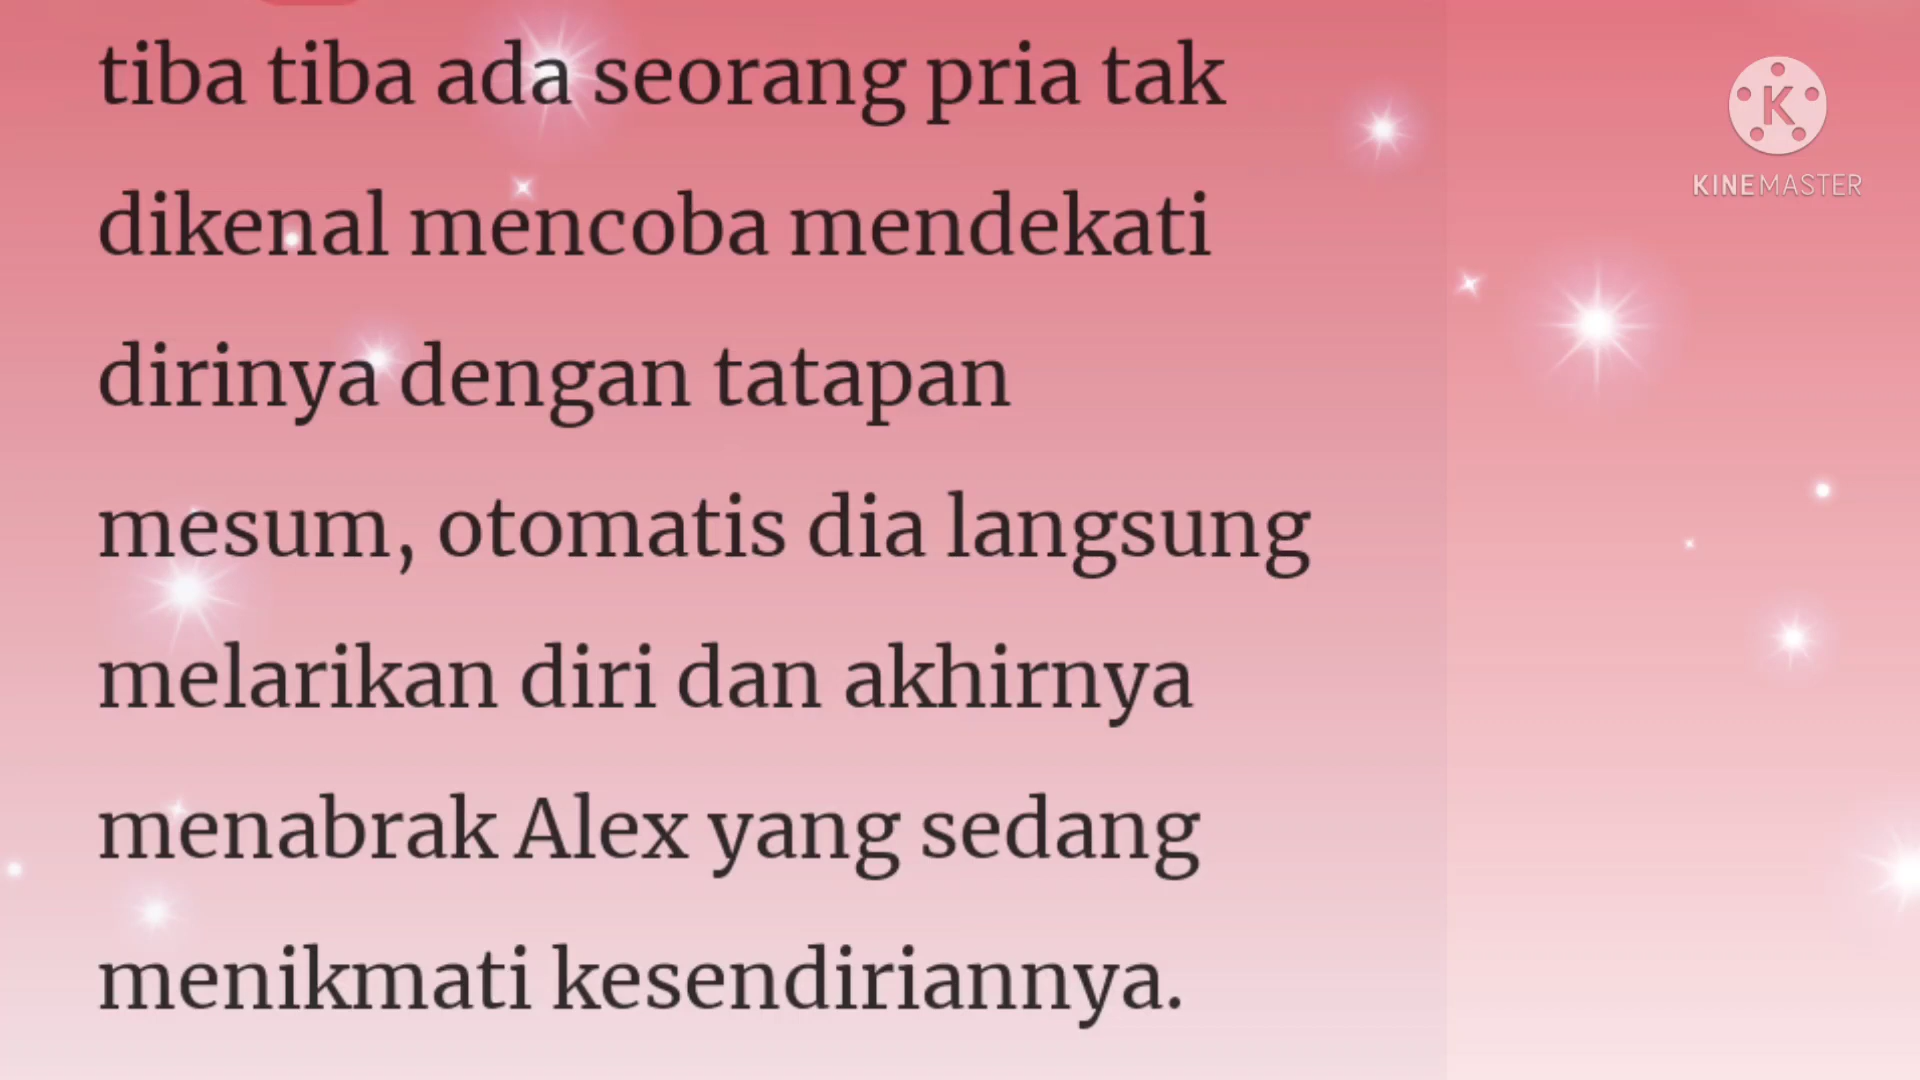 tiba tiba ada seorang pria tak
dikenal mencoba mendekati
dirinya dengan tatapan
mesum, otomatis dia langsung
melarikan diri dan akhirnya
menabrak Alex yang sedang
menikmati kesendiriannya.
K
KINEMASTER